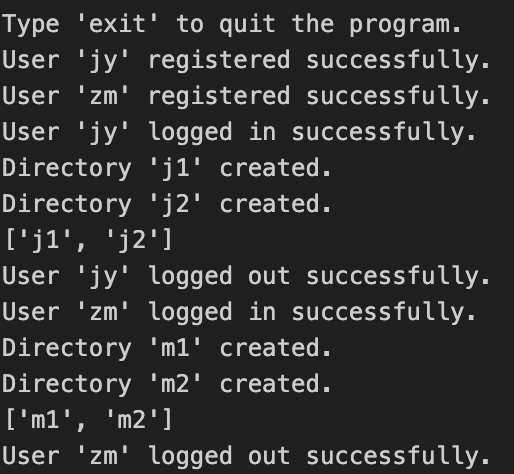 Type 'exit' to quit the program.
User 'jy' registered successfully.
User 'zm' registered successfully.
User 'jy' logged in successfully.
Directory 'j1' created.
Directory 'j2' created.
['j1', 'j2']
User 'jy' logged out successfully.
User 'zm' logged in successfully.
Directory 'm1' created.
Directory 'm2' created.
['m1', 'm2']
User 'zm' logged out successfully.